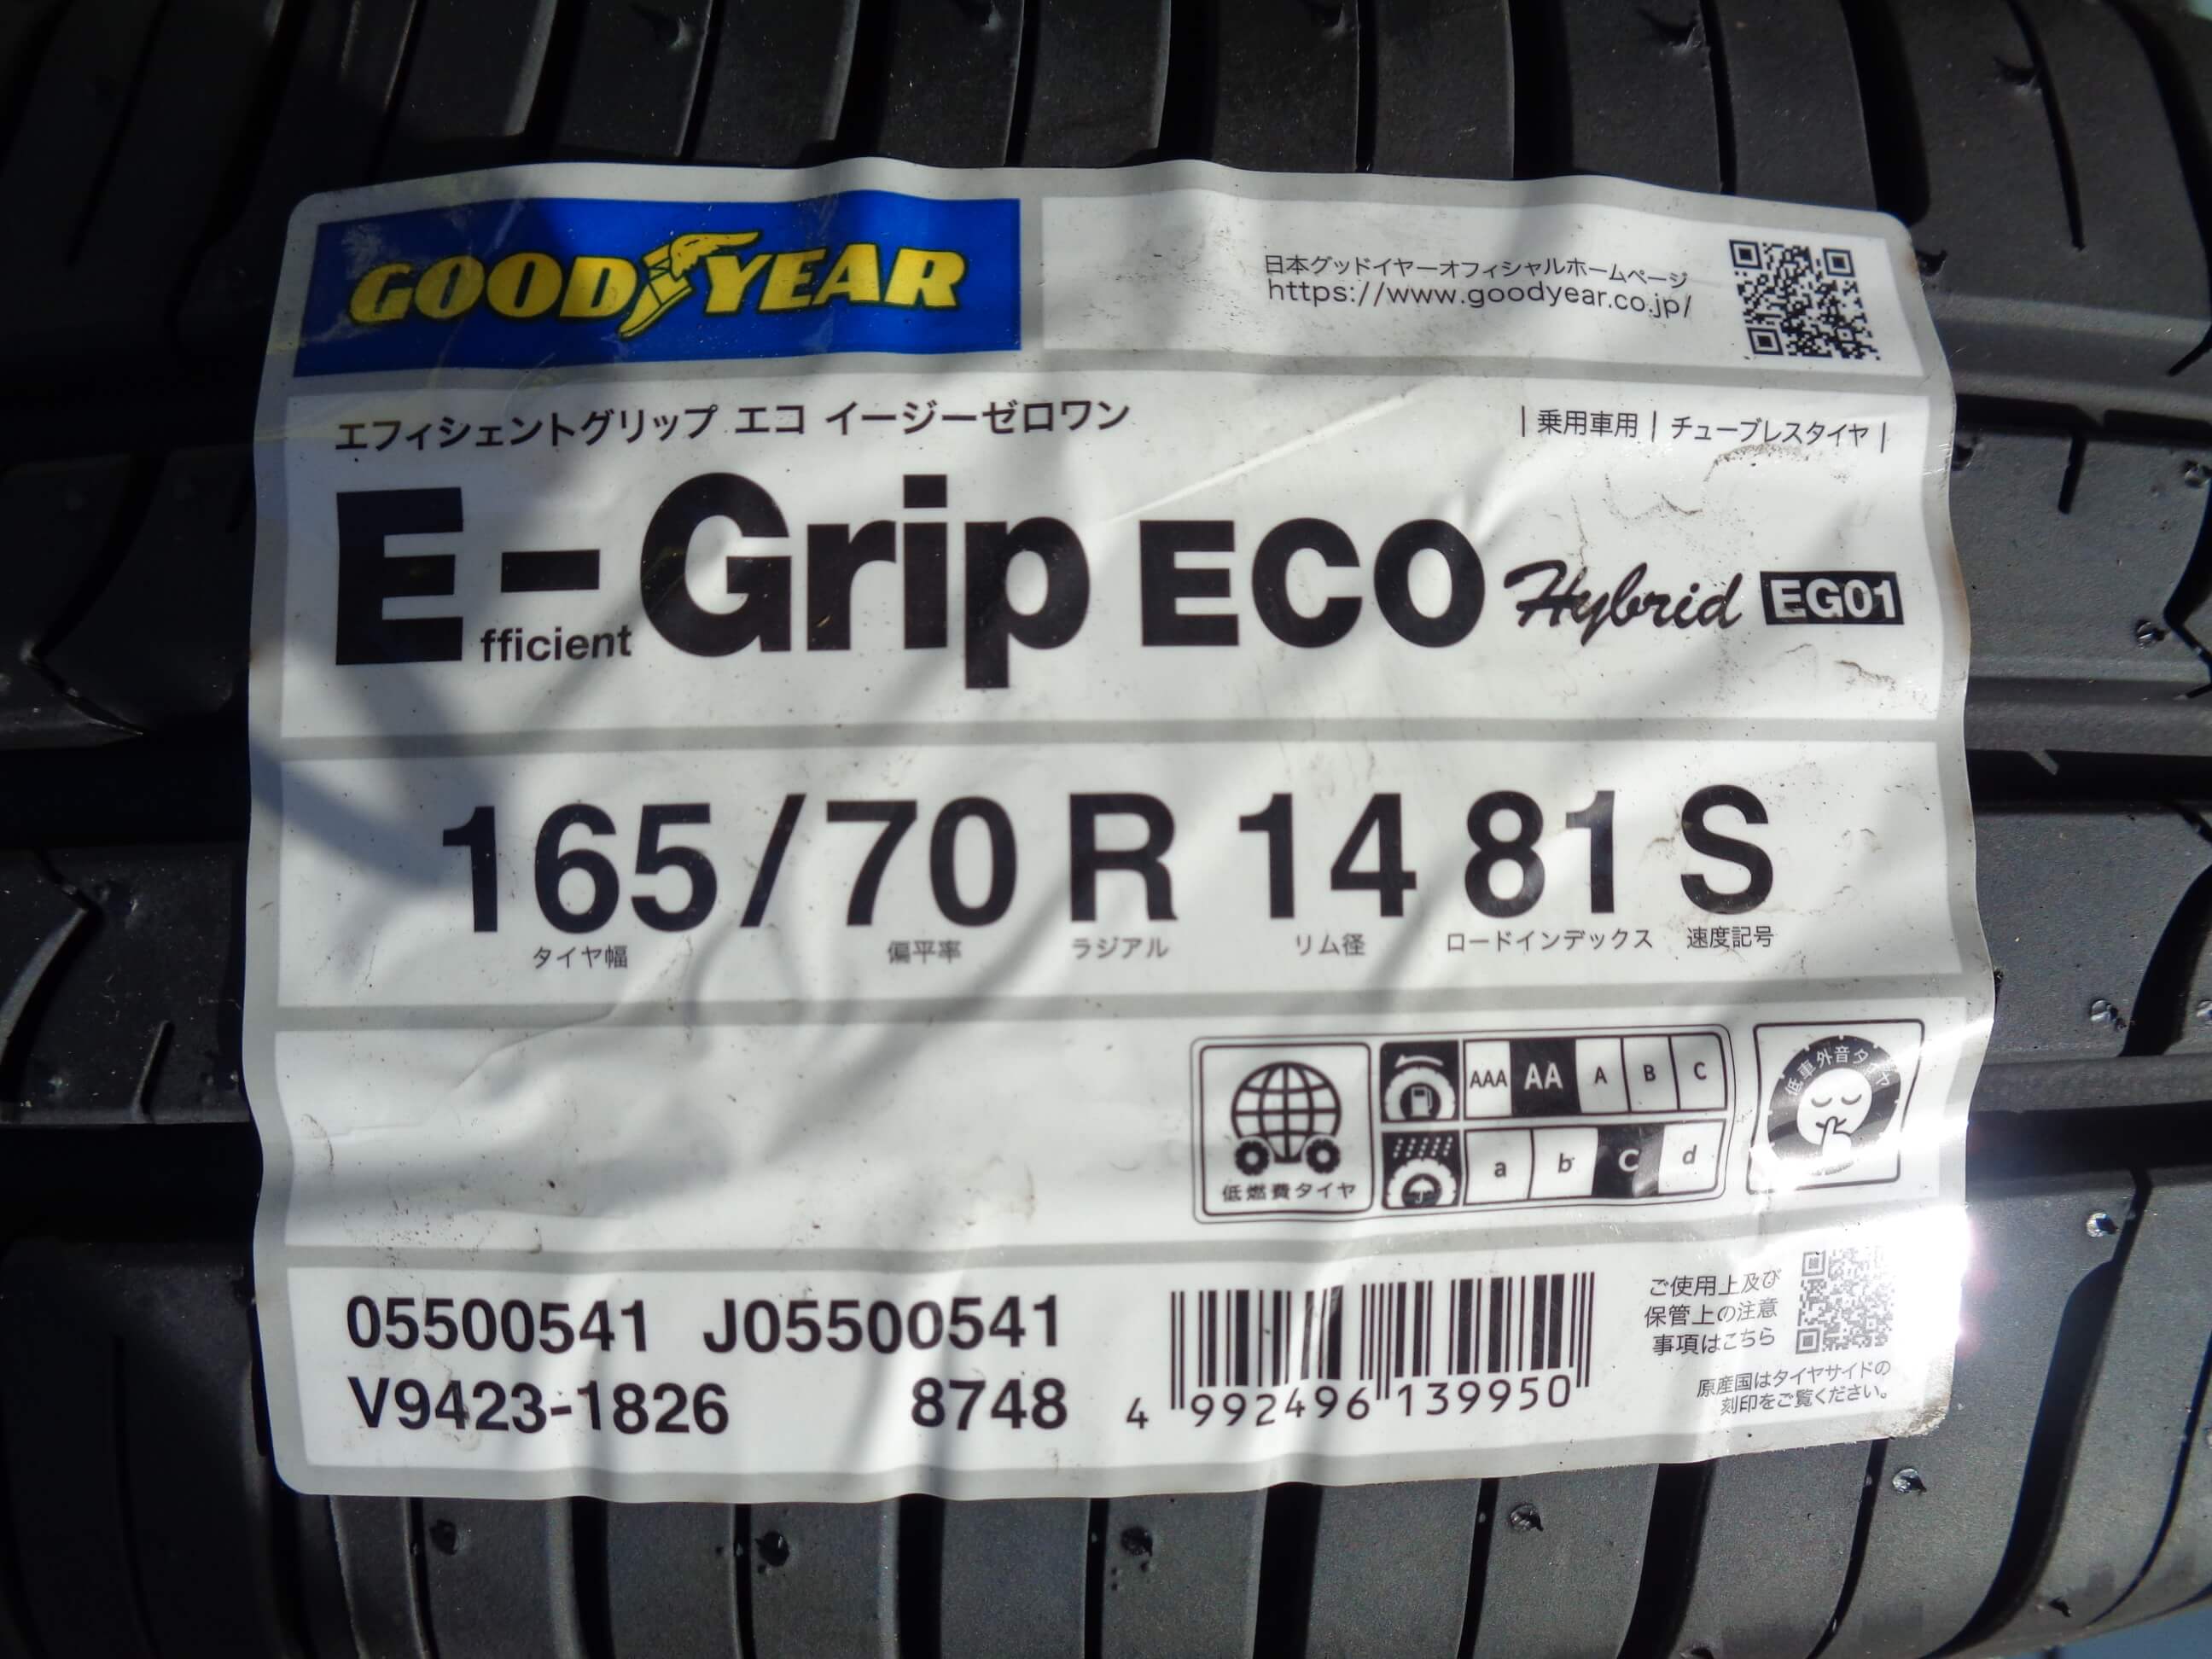 GOODYEAR
日本グッドイヤーオフィシャルホームページ
https://www.goodyear.co.jp/
エフィシェントグリップ エコ イージーゼロワン
|乗用車用|チューブレスタイヤ|
E-Grip ECO Hybrid EG01
fficient
165/70 R 14 81 S
タイヤ幅 偏平率 ラジアル リム径 ロードインデックス 速度記号
低車外音タイヤ
AAA AA A B C
a b c d
低燃費タイヤ
05500541 J05500541
V9423-1826 8748
4 992496 139950
ご使用上及び
保管上の注意
事項はこちら
原産国はタイヤサイドの
刻印をご覧ください。